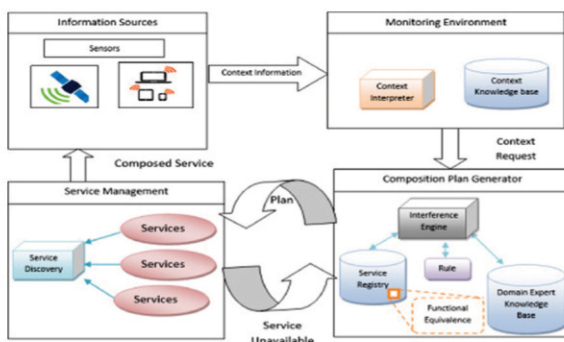 Information Sources
Sensors
Context Information
Monitoring Environment
Context
Interpreter
Context
Knowledge base
Composed Service
Context
Request
Service Management
Services
Service
Discovery
Services
Services
Plan
Service
Unavailable
Composition Plan Generator
Interference
Engine
Service
Registry
Rule
Functional
Equivalence
Domain Expert
Knowledge
Base